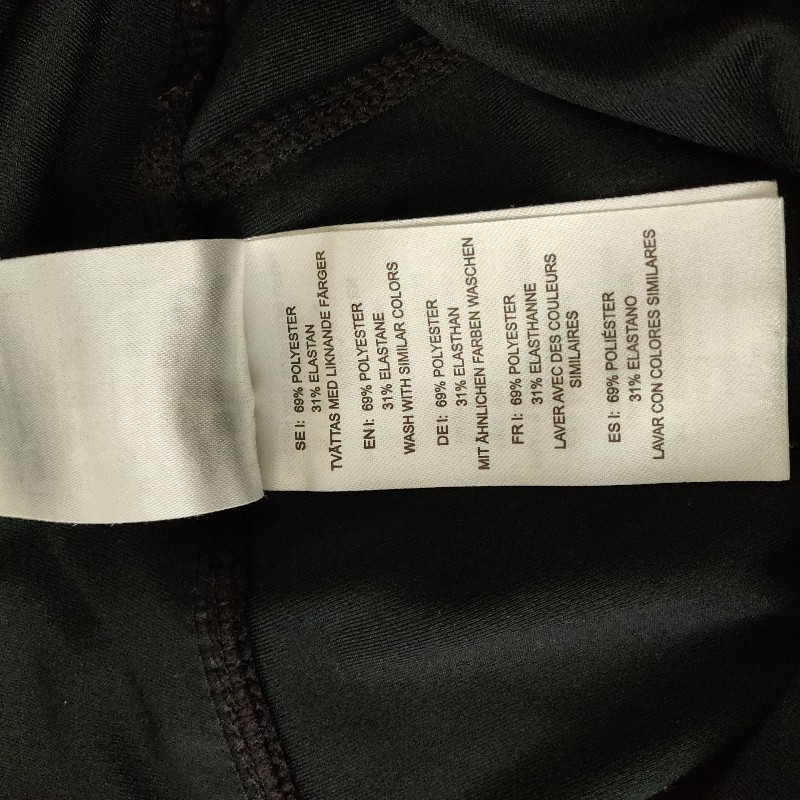 SE I: 69% POLYESTER
31% ELASTAN
TVÄTTAS MED LIKNANDE FÄRGER
EN I: 69% POLYESTER
31% ELASTANE
WASH WITH SIMILAR COLORS
DE I: 69% POLYESTER
31% ELASTHAN
MIT ÄHNLICHEN FARBEN WASCHEN
FR I: 69% POLYESTER
31% ELASTHANNE
LAVER AVEC DES COULEURS
SIMILAIRES
ES I: 69% POLIÉSTER
31% ELASTANO
LAVAR CON COLORES SIMILARES